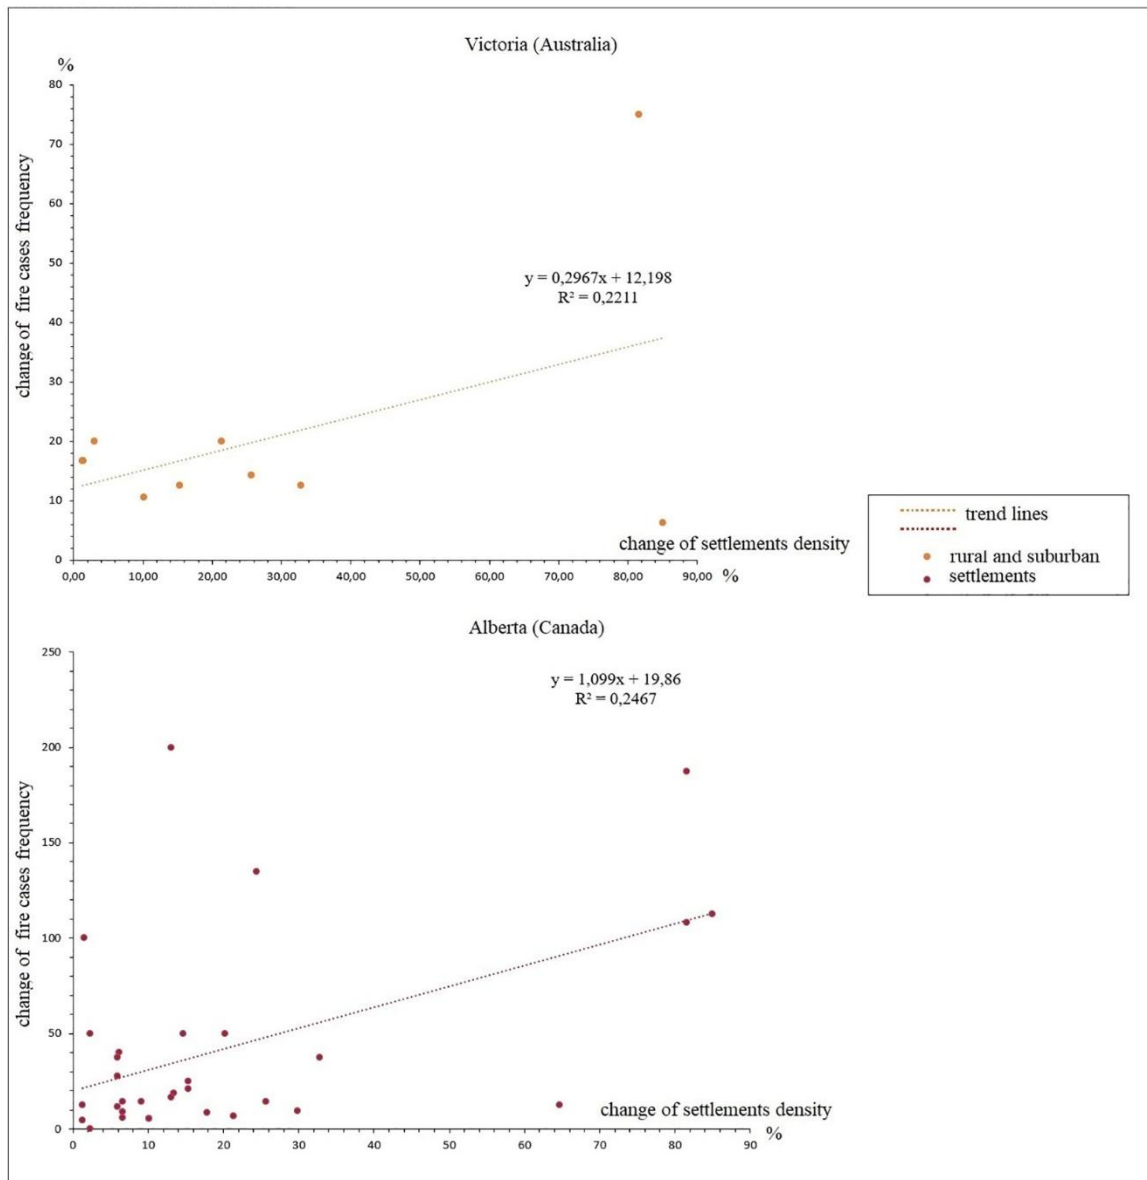 Victoria (Australia)
%
80
70
60
50
40
30
20
10
0
change of fire cases frequency
y = 0,2967x + 12,198
R² = 0,2211
change of settlements density
0,00 10,00 20,00 30,00 40,00 50,00 60,00 70,00 80,00 90,00 %
trend lines
rural and suburban
settlements
Alberta (Canada)
250
200
150
100
50
0
change of fire cases frequency
y = 1,099x + 19,86
R² = 0,2467
change of settlements density
0 10 20 30 40 50 60 70 80 90 %